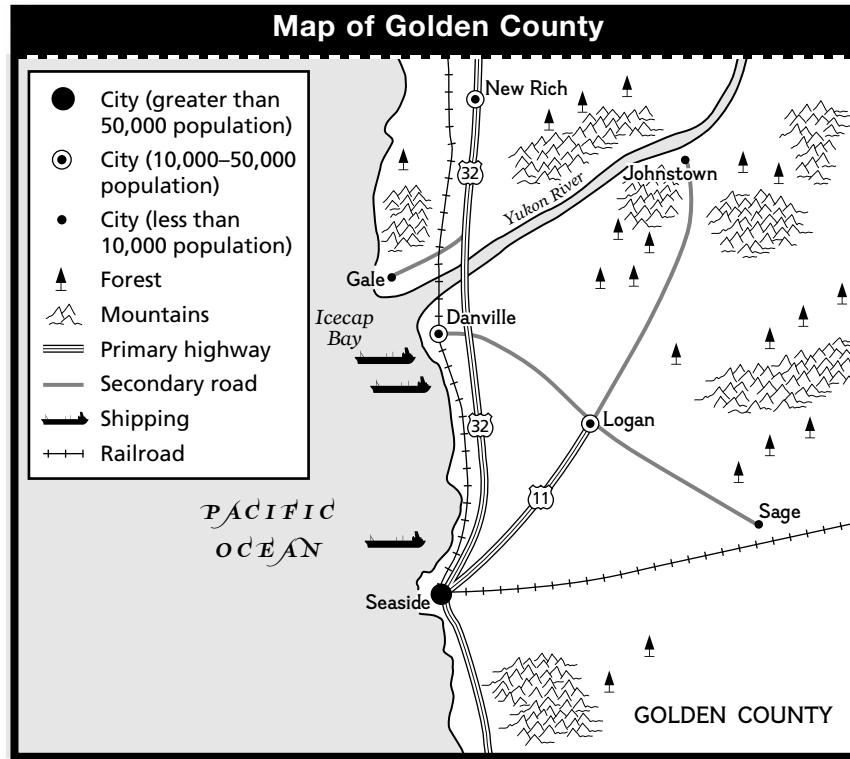 Map of Golden County
City (greater than
50,000 population)
City (10,000–50,000
population)
City (less than
10,000 population)
Forest
Mountains
Primary highway
Secondary road
Shipping
Railroad
New Rich
32
Johnstown
Yukon River
Gale
Icecap
Bay
Danville
32
Logan
11
PACIFIC
OCEAN
Sage
Seaside
GOLDEN COUNTY